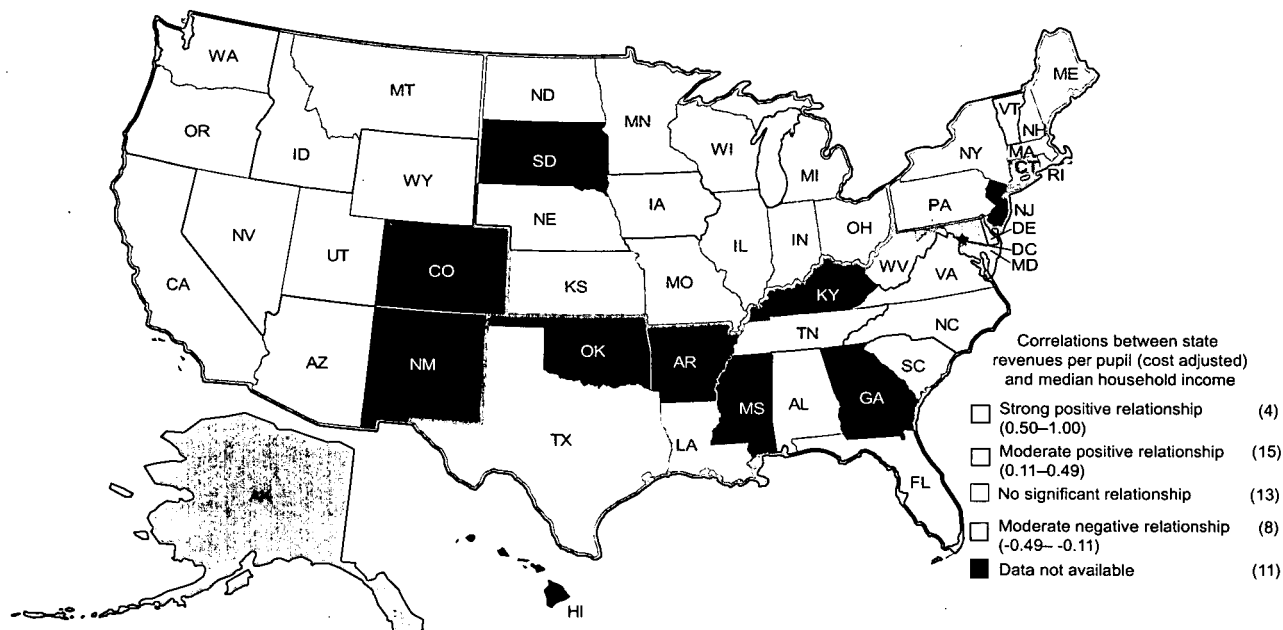 WA
MT
ND
MN
ME
VT
NH
OR
ID
SD
WI
MI
NY
MA
CT
RI
WY
NE
IA
PA
NJ
DE
DC
MD
NV
UT
CO
KS
MO
IL
IN
OH
WV
VA
KY
CA
AZ
NM
OK
AR
TN
NC
SC
MS
AL
GA
TX
LA
FL
AK
HI
Correlations between state
revenues per pupil (cost adjusted)
and median household income
Strong positive relationship (4)
(0.50–1.00)
Moderate positive relationship (15)
(0.11–0.49)
No significant relationship (13)
Moderate negative relationship (8)
(-0.49– -0.11)
Data not available (11)